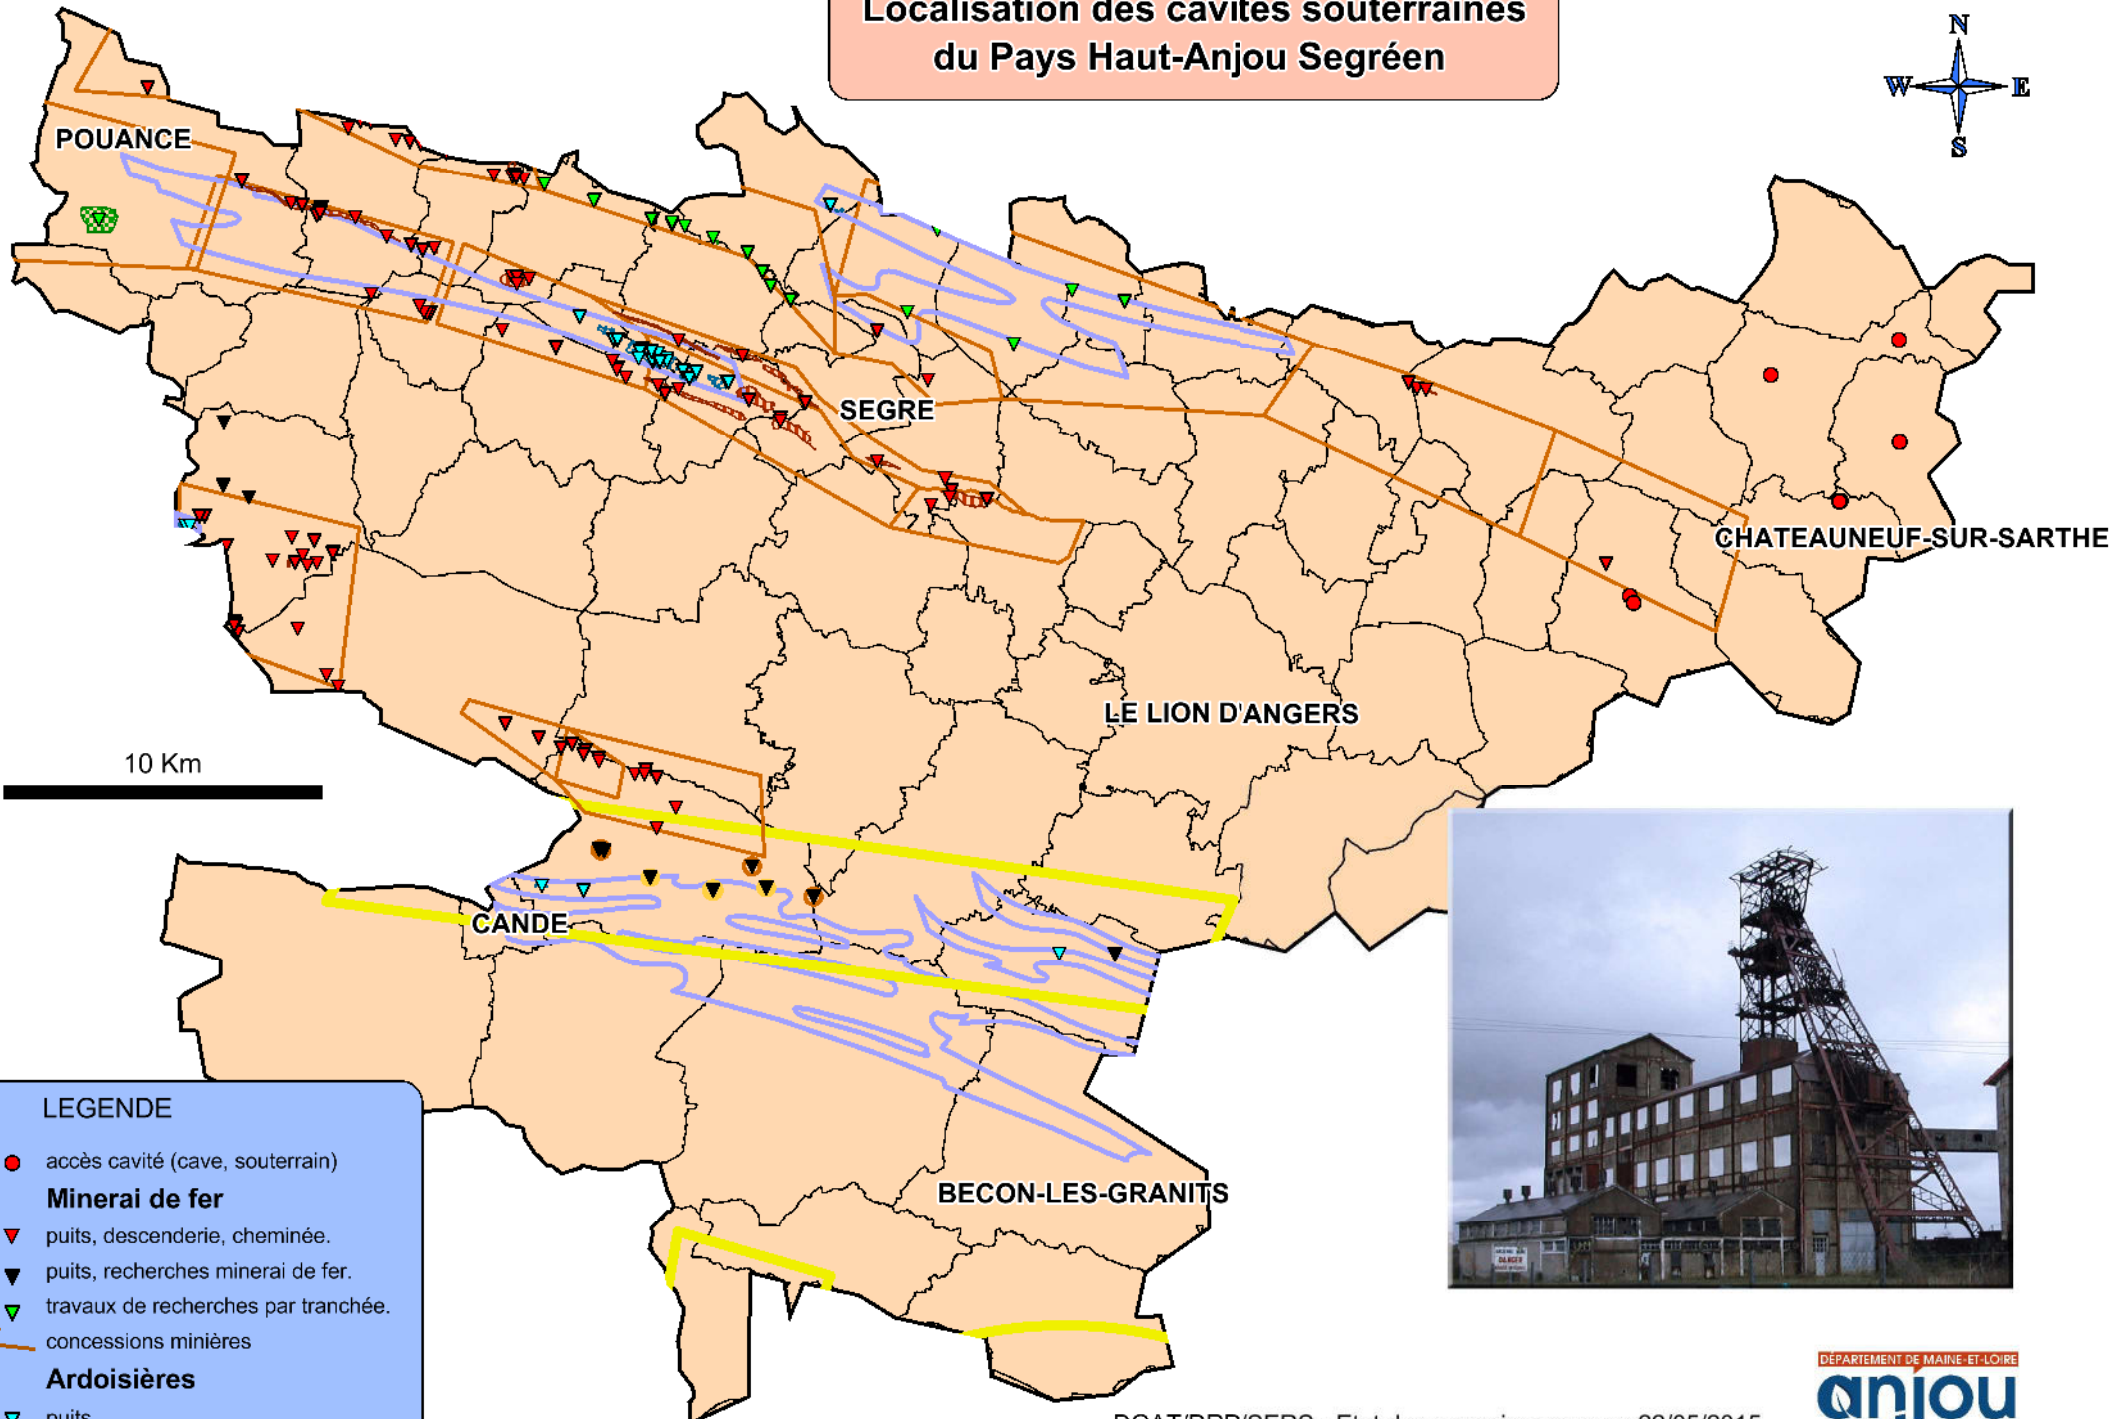 Localisation des cavités souterraines
du Pays Haut-Anjou Segréen
N
W
E
S
POUANCE
SEGRE
CHATEAUNEUF-SUR-SARTHE
LE LION D'ANGERS
10 Km
CANDE
BECON-LES-GRANITS
LEGENDE
accès cavité (cave, souterrain)
Minerai de fer
puits, descenderie, cheminée.
puits, recherches minerai de fer.
travaux de recherches par tranchée.
concessions minières
Ardoisières
puits
DANGER
DÉPARTEMENT DE MAINE-ET-LOIRE
anjou